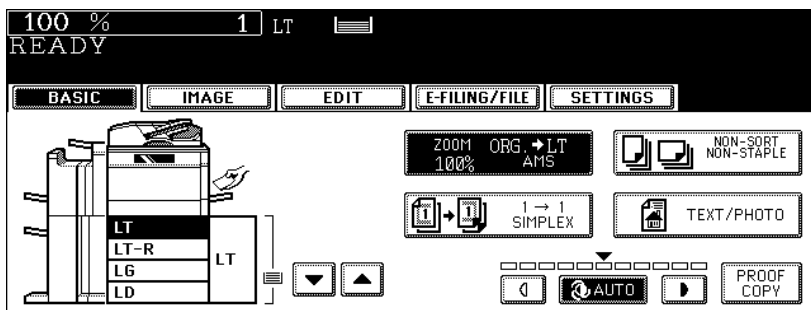 100 % 1 LT
READY
BASIC IMAGE EDIT E-FILING/FILE SETTINGS
ZOOM ORG.➔LT
100% AMS
NON-SORT
NON-STAPLE
1 → 1
SIMPLEX
TEXT/PHOTO
LT
LT-R
LG
LD
LT
AUTO
PROOF
COPY